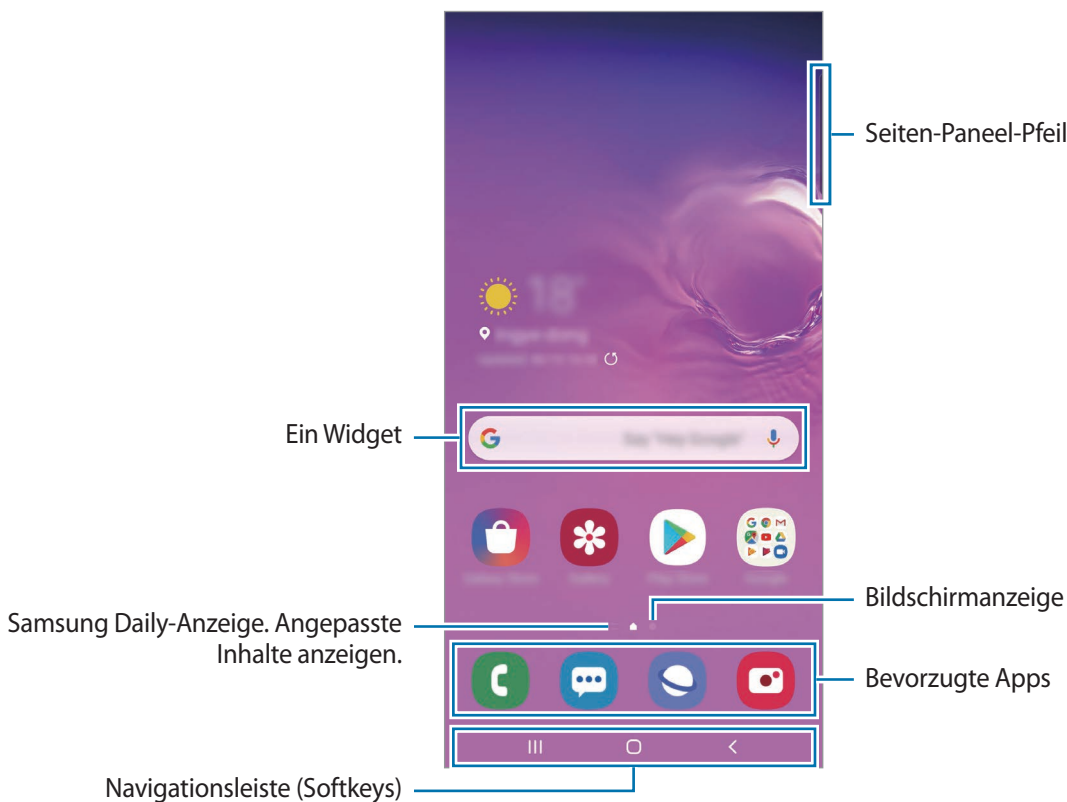 Seiten-Paneel-Pfeil
Ein Widget
Bildschirmanzeige
Samsung Daily-Anzeige. Angepasste
Inhalte anzeigen.
Bevorzugte Apps
Navigationsleiste (Softkeys)